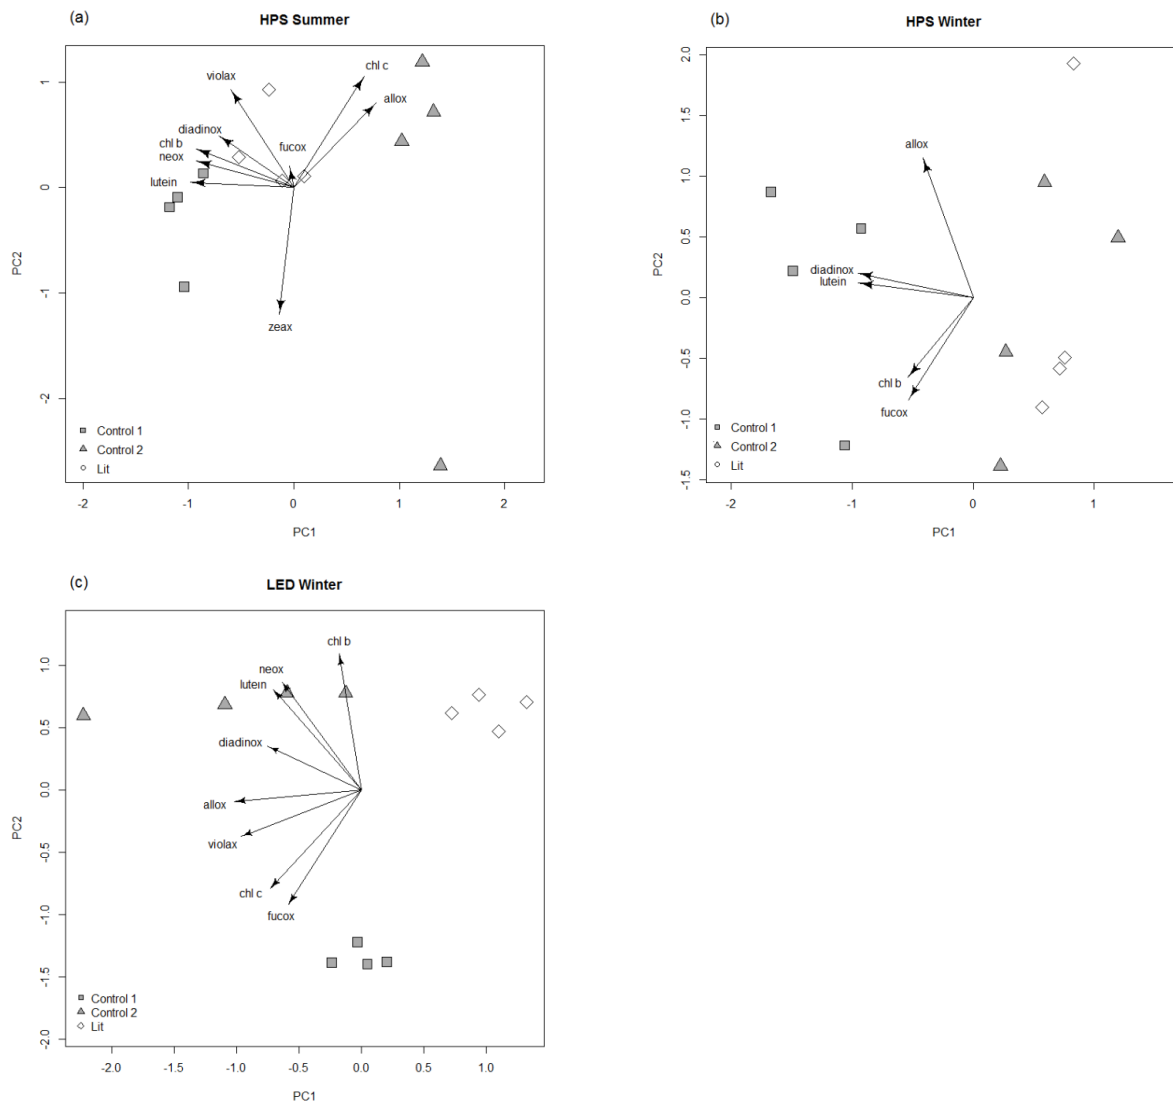 (a)
HPS Summer
violax
chl c
allox
diadinox
fucox
chl b
neox
lutein
zeax
PC2
1
0
-1
-2
Control 1
Control 2
Lit
-2
-1
0
1
2
PC1
(b)
HPS Winter
allox
diadinox
lutein
chl b
fucox
PC2
2.0
1.5
1.0
0.5
0.0
-0.5
-1.0
-1.5
Control 1
Control 2
Lit
-2
-1
0
1
PC1
(c)
LED Winter
chl b
neox
lutein
diadinox
allox
violax
chl c
fucox
PC2
1.0
0.5
0.0
-0.5
-1.0
-1.5
-2.0
Control 1
Control 2
Lit
-2.0
-1.5
-1.0
-0.5
0.0
0.5
1.0
PC1